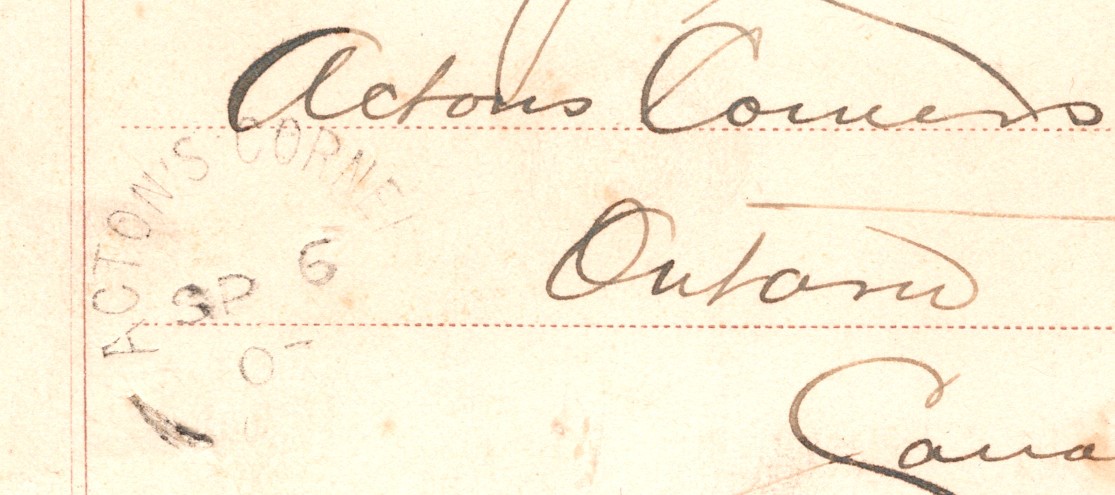 Actons Corners
ACTON'S CORNE
Ontario
SP 6
0
Cana